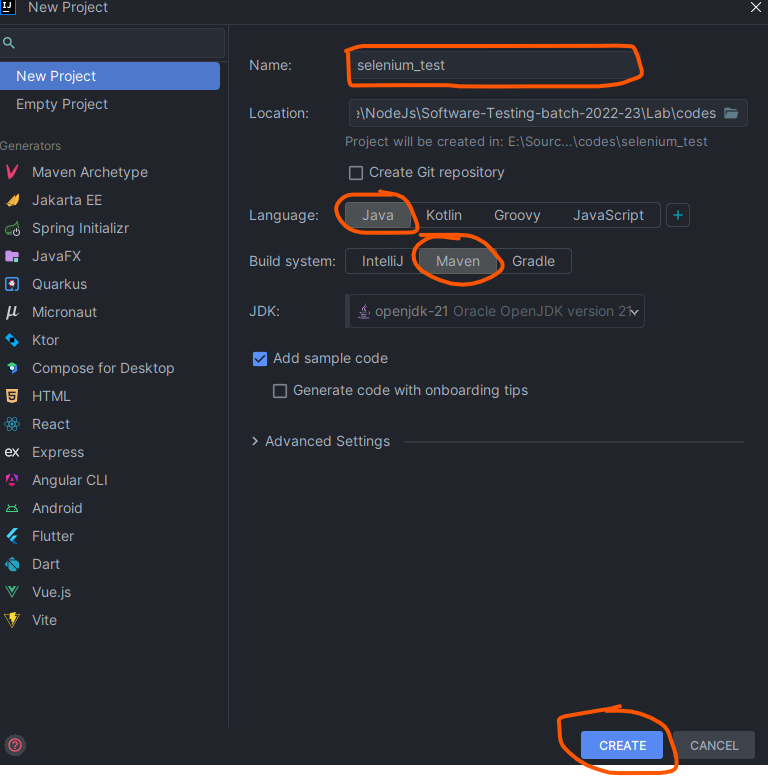 New Project
New Project
Empty Project
Generators
Maven Archetype
Jakarta EE
Spring Initializr
JavaFX
Quarkus
Micronaut
Ktor
Compose for Desktop
HTML
React
Express
Angular CLI
Android
Flutter
Dart
Vue.js
Vite
Name: selenium_test
Location: e\NodeJs\Software-Testing-batch-2022-23\Lab\codes
Project will be created in: E:\Sourc...\codes\selenium_test
Create Git repository
Language: Java Kotlin Groovy JavaScript +
Build system: IntelliJ Maven Gradle
JDK: openjdk-21 Oracle OpenJDK version 21
Add sample code
Generate code with onboarding tips
Advanced Settings
? CREATE CANCEL